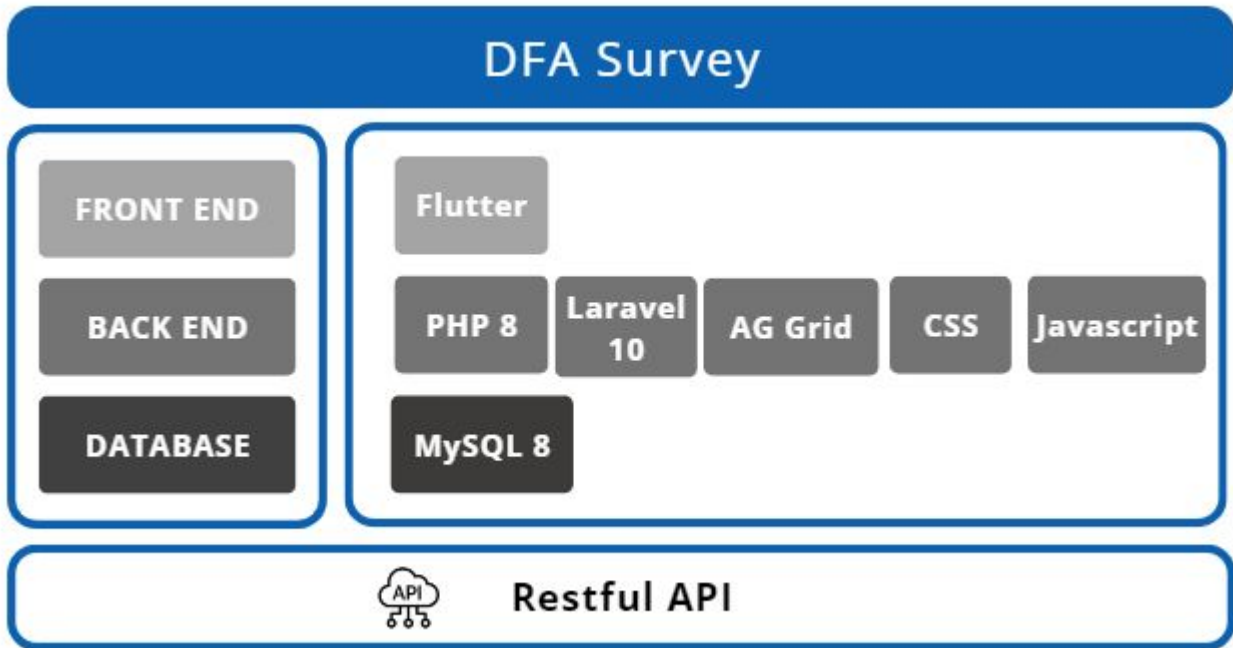 DFA Survey
FRONT END
Flutter
BACK END
PHP 8
Laravel
10
AG Grid
CSS
Javascript
DATABASE
MySQL 8
API
Restful API